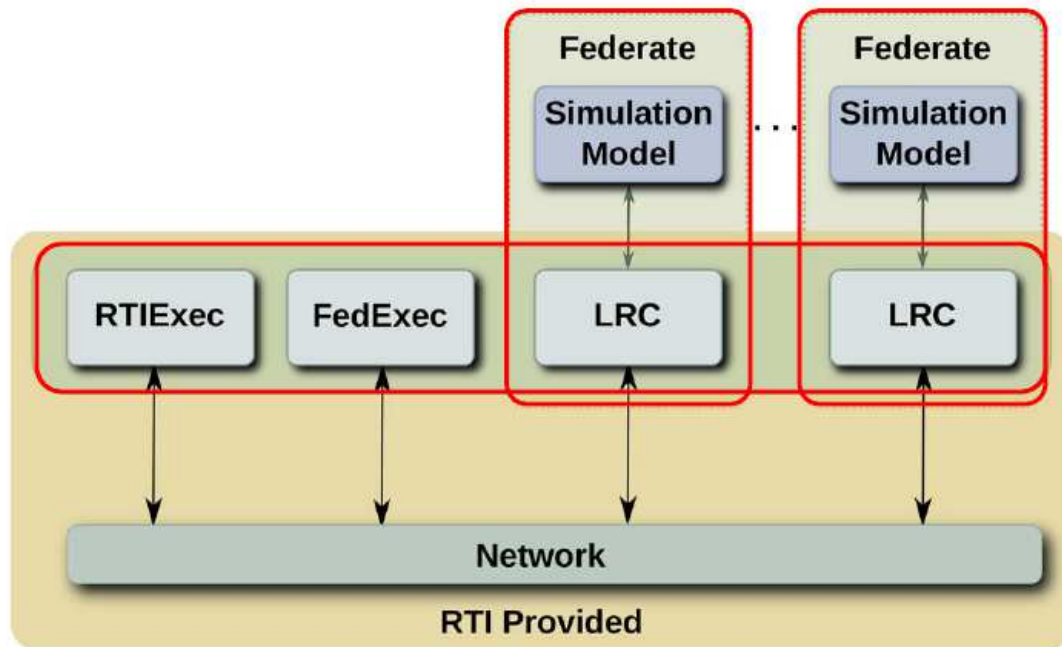 Federate
Federate
Simulation
Model
. . .
Simulation
Model
RTIExec
FedExec
LRC
LRC
Network
RTI Provided